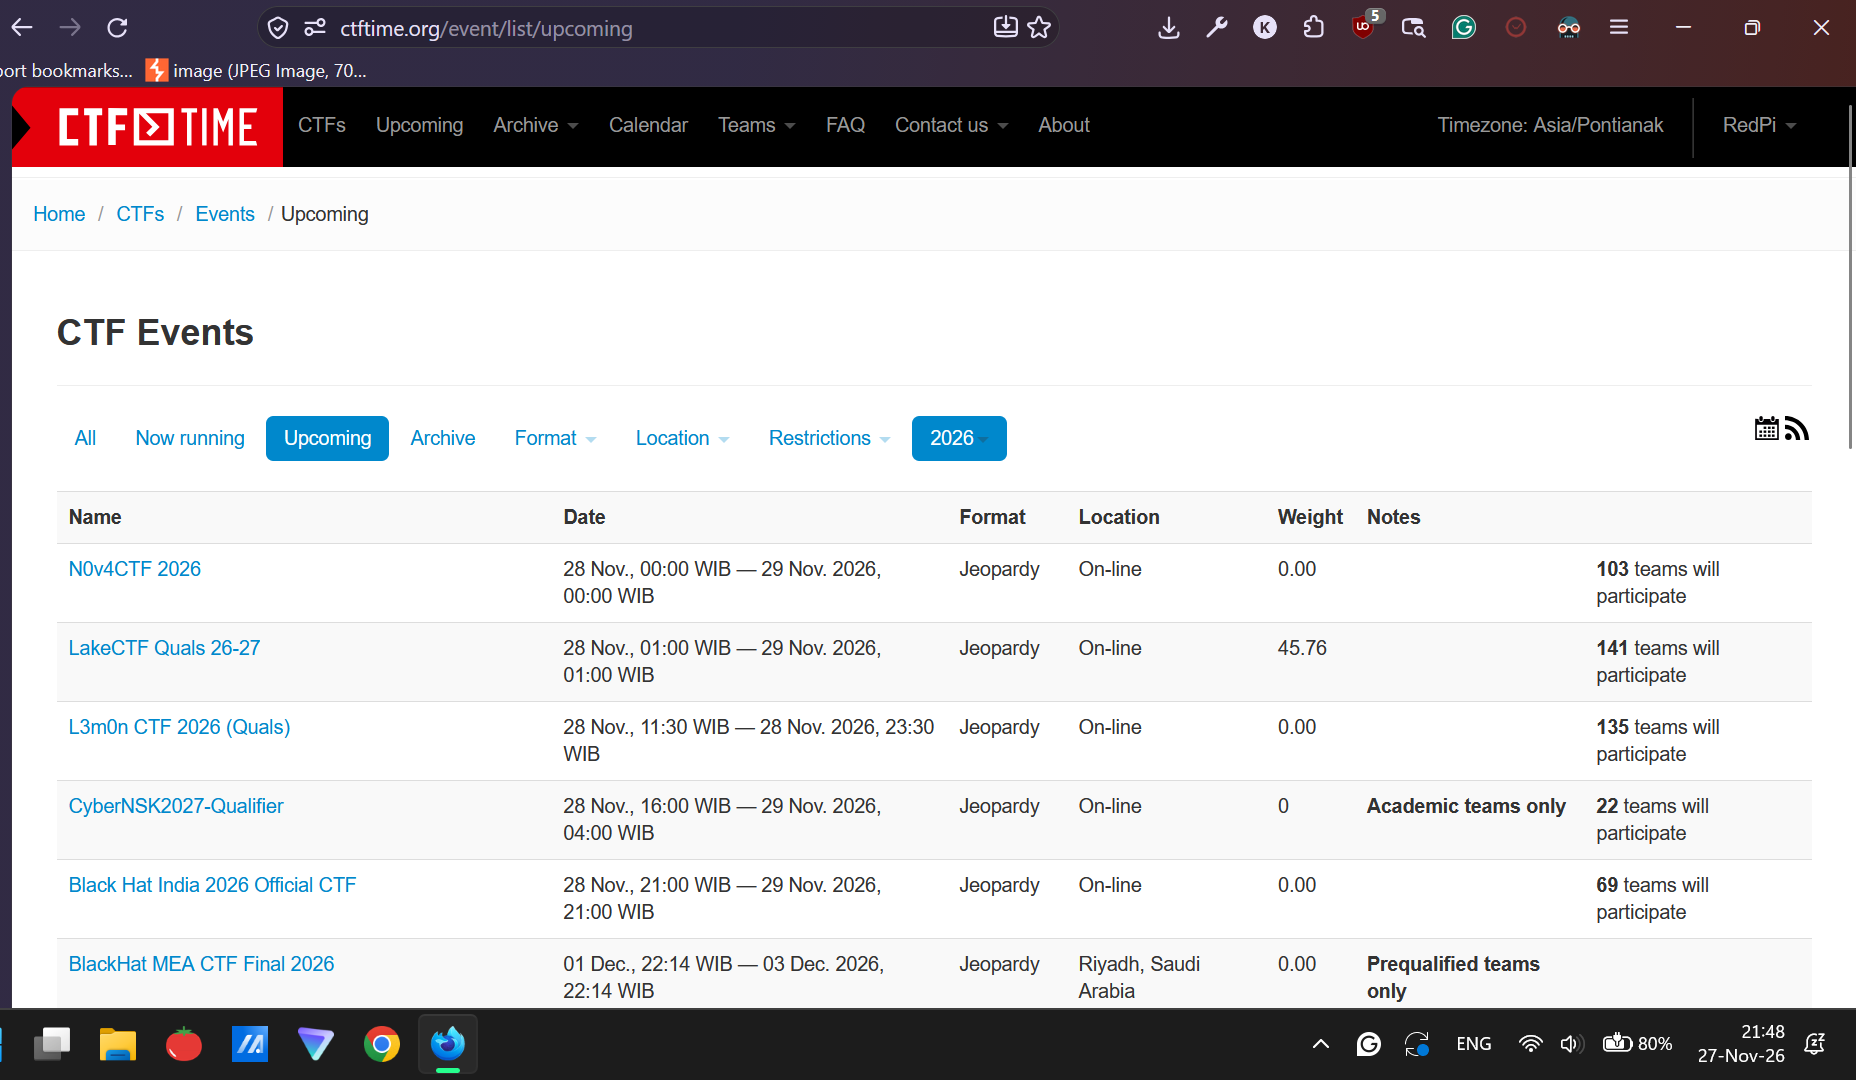 ctftime.org/event/list/upcoming
K
5
ort bookmarks...
image (JPEG Image, 70...
CTF TIME
CTFs
Upcoming
Archive
Calendar
Teams
FAQ
Contact us
About
Timezone: Asia/Pontianak
RedPi
Home / CTFs / Events / Upcoming
CTF Events
All
Now running
Upcoming
Archive
Format
Location
Restrictions
2026
Name Date Format Location Weight Notes
N0v4CTF 2026 28 Nov., 00:00 WIB — 29 Nov. 2026, Jeopardy On-line 0.00 103 teams will
00:00 WIB participate
LakeCTF Quals 26-27 28 Nov., 01:00 WIB — 29 Nov. 2026, Jeopardy On-line 45.76 141 teams will
01:00 WIB participate
L3m0n CTF 2026 (Quals) 28 Nov., 11:30 WIB — 28 Nov. 2026, 23:30 Jeopardy On-line 0.00 135 teams will
WIB participate
CyberNSK2027-Qualifier 28 Nov., 16:00 WIB — 29 Nov. 2026, Jeopardy On-line 0 Academic teams only 22 teams will
04:00 WIB participate
Black Hat India 2026 Official CTF 28 Nov., 21:00 WIB — 29 Nov. 2026, Jeopardy On-line 0.00 69 teams will
21:00 WIB participate
BlackHat MEA CTF Final 2026 01 Dec., 22:14 WIB — 03 Dec. 2026, Jeopardy Riyadh, Saudi 0.00 Prequalified teams
22:14 WIB Arabia only
ENG
80%
21:48
27-Nov-26